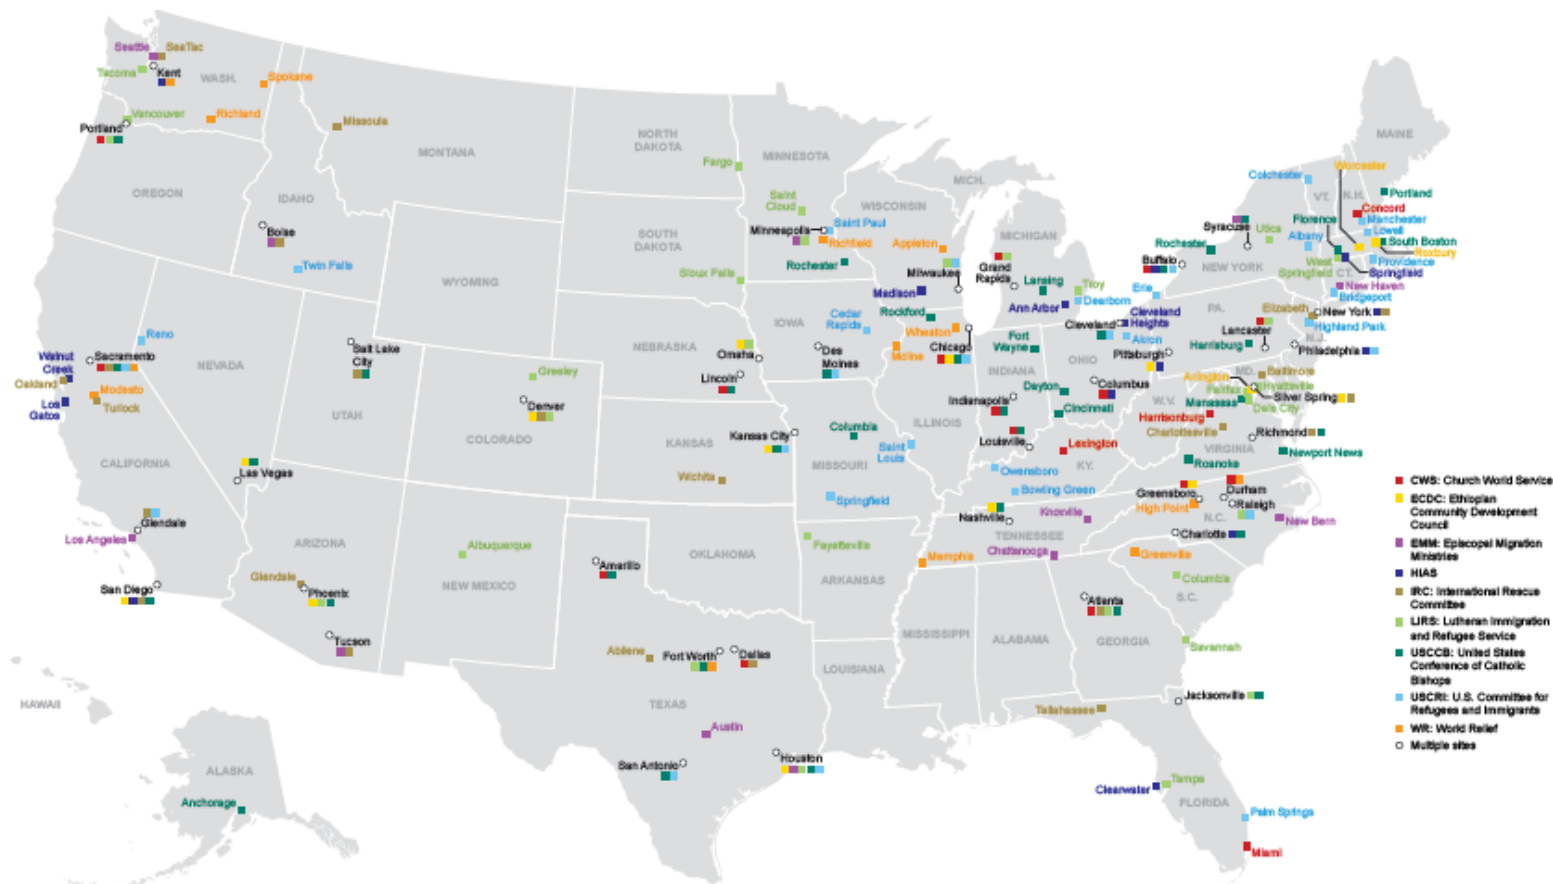 Seattle
SeaTac
Tacoma
Kent
WASH.
Spokane
Vancouver
Richland
Portland
Missoula
MONTANA
OREGON
IDAHO
Boise
Twin Falls
NORTH
DAKOTA
Fargo
MINNESOTA
Saint
Cloud
Minneapolis
Saint Paul
Richfield
Rochester
SOUTH
DAKOTA
Sioux Falls
WYOMING
WISCONSIN
Appleton
Milwaukee
Madison
MICH.
MICHIGAN
Grand
Rapids
Lansing
Troy
Ann Arbor
Dearborn
Colchester
VT.
N.H.
Worcester
MAINE
Portland
Concord
Manchester
Lowell
South Boston
Roxbury
Providence
Florence
Albany
West
Springfield
Springfield
CT.
New Haven
Bridgeport
Syracuse
Utica
Rochester
Buffalo
NEW YORK
Erie
PA.
Elizabeth
New York
Highland Park
N.J.
Lancaster
Harrisburg
Philadelphia
Pittsburgh
Cleveland
Cleveland
Heights
Akron
OHIO
Columbus
Dayton
Cincinnati
Fort
Wayne
INDIANA
Indianapolis
Rockford
Wheaton
Moline
Chicago
ILLINOIS
IOWA
Cedar
Rapids
Des
Moines
NEBRASKA
Omaha
Lincoln
Reno
NEVADA
Salt Lake
City
UTAH
Walnut
Creek
Sacramento
Oakland
Modesto
Los
Gatos
Turlock
CALIFORNIA
Las Vegas
Glendale
Los Angeles
San Diego
Greeley
Denver
COLORADO
KANSAS
Kansas City
Wichita
MISSOURI
Columbia
Saint
Louis
Springfield
Louisville
Lexington
KY.
Owensboro
Bowling Green
W.V.
MD.
Baltimore
Arlington
Hyattsville
Fairfax
Silver Spring
Manassas
Dale City
Harrisonburg
Charlottesville
Richmond
VIRGINIA
Newport News
Roanoke
Greensboro
Durham
Raleigh
High Point
N.C.
New Bern
Charlotte
Nashville
Knoxville
TENNESSEE
Chattanooga
Memphis
Greenville
Columbia
S.C.
ARIZONA
Glendale
Phoenix
Tucson
NEW MEXICO
Albuquerque
OKLAHOMA
Amarillo
Fayetteville
ARKANSAS
MISSISSIPPI
ALABAMA
Atlanta
GEORGIA
Savannah
LOUISIANA
TEXAS
Abilene
Fort Worth
Dallas
Austin
San Antonio
Houston
Jacksonville
Tallahassee
Clearwater
Tampa
FLORIDA
Palm Springs
Miami
HAWAII
ALASKA
Anchorage
CWS: Church World Service
ECDC: Ethiopian
Community Development
Council
EMM: Episcopal Migration
Ministries
HIAS
IRC: International Rescue
Committee
LIRS: Lutheran Immigration
and Refugee Service
USCCB: United States
Conference of Catholic
Bishops
USCRI: U.S. Committee for
Refugees and Immigrants
WR: World Relief
Multiple sites